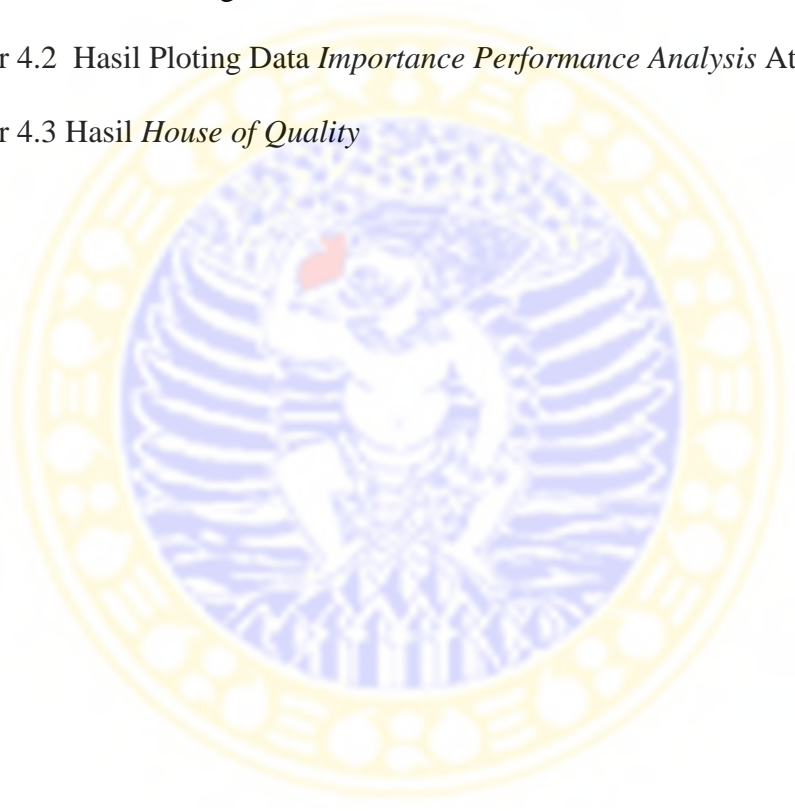 r 4.2 Hasil Ploting Data Importance Performance Analysis At
r 4.3 Hasil House of Quality